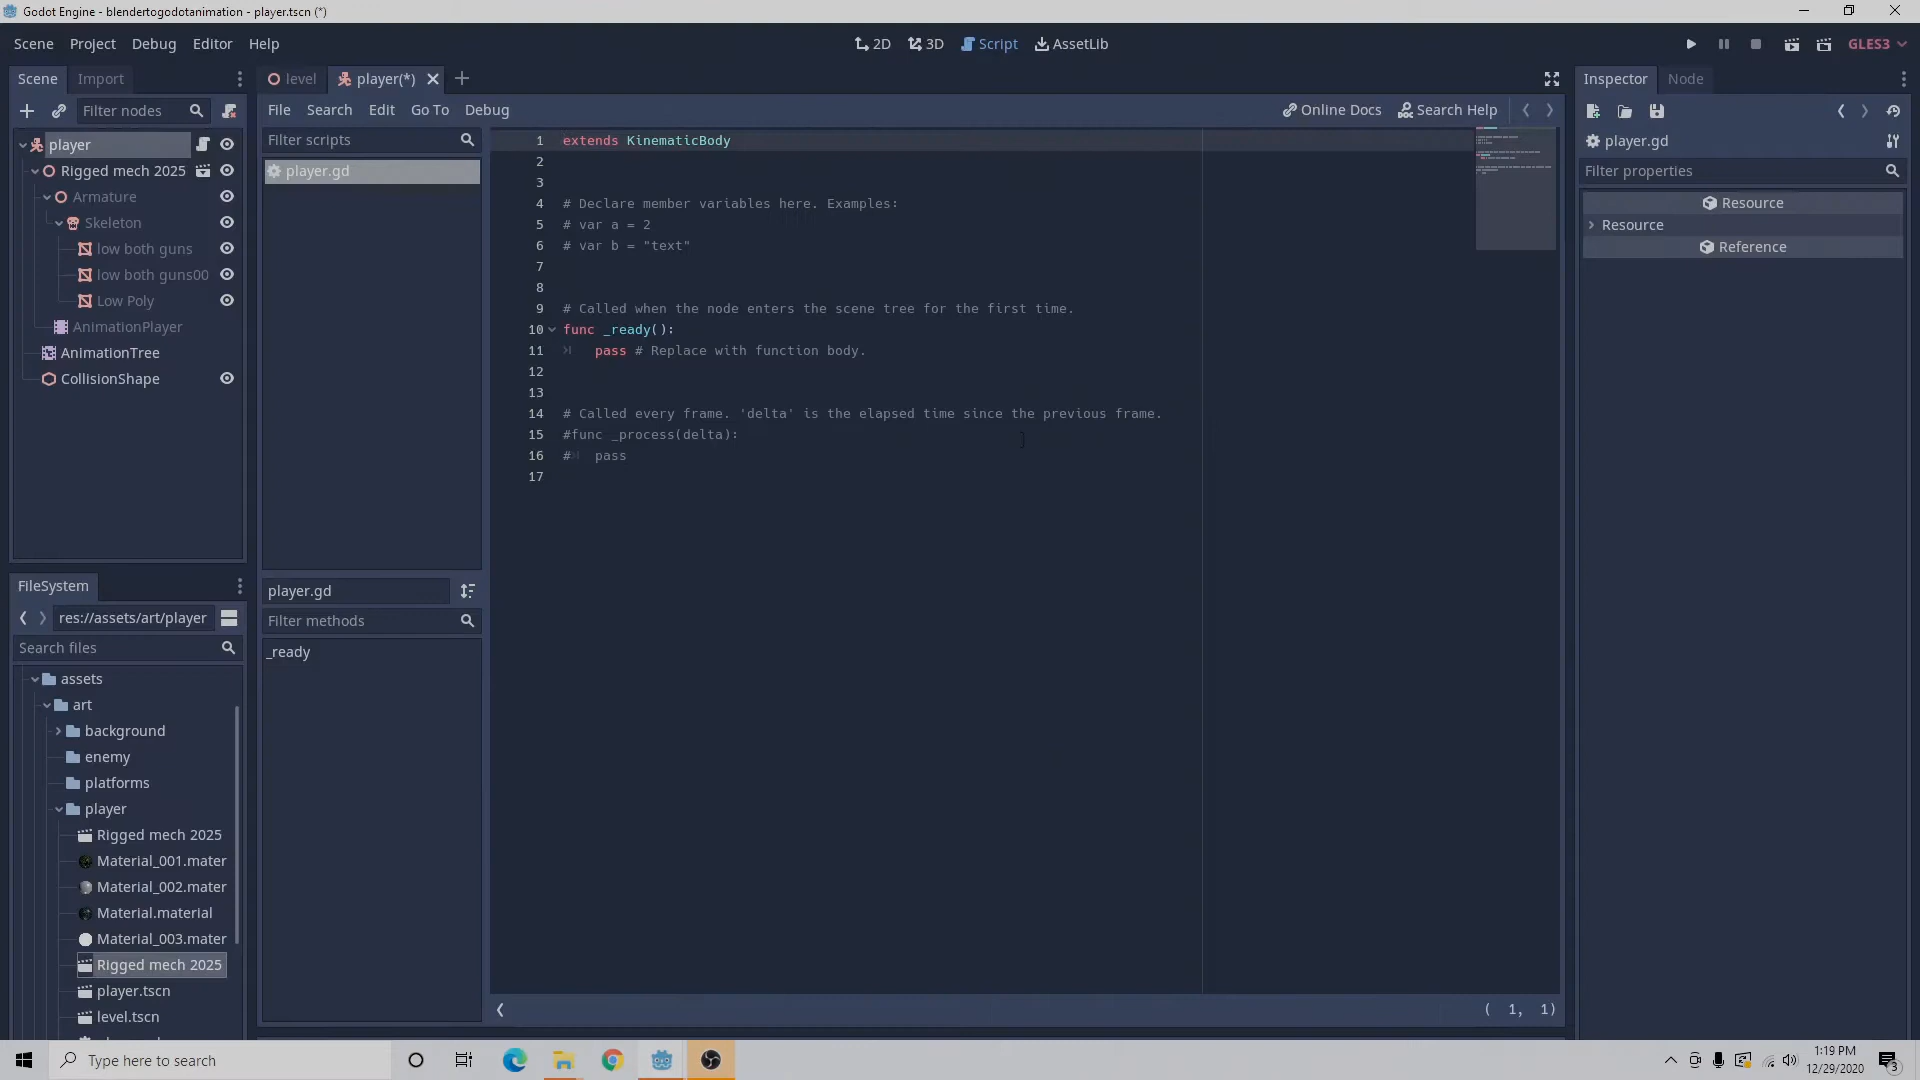 Godot Engine - blendertogodotanimation - player.tscn (*)
Scene Project Debug Editor Help
2D 3D Script AssetLib
GLES3
Scene Import
Filter nodes
player
Rigged mech 2025
Armature
Skeleton
low both guns
low both guns00
Low Poly
AnimationPlayer
AnimationTree
CollisionShape
FileSystem
res://assets/art/player
Search files
assets
art
background
enemy
platforms
player
Rigged mech 2025
Material_001.mater
Material_002.mater
Material.material
Material_003.mater
Rigged mech 2025
player.tscn
level.tscn
level player(*)
File Search Edit Go To Debug
Online Docs Search Help
Filter scripts
player.gd
player.gd
Filter methods
_ready
1 extends KinematicBody
2
3
4 # Declare member variables here. Examples:
5 # var a = 2
6 # var b = "text"
7
8
9 # Called when the node enters the scene tree for the first time.
10 func _ready():
11 pass # Replace with function body.
12
13
14 # Called every frame. 'delta' is the elapsed time since the previous frame.
15 #func _process(delta):
16 # pass
17
( 1, 1)
Inspector Node
player.gd
Filter properties
Resource
Resource
Reference
Type here to search
1:19 PM
12/29/2020
3